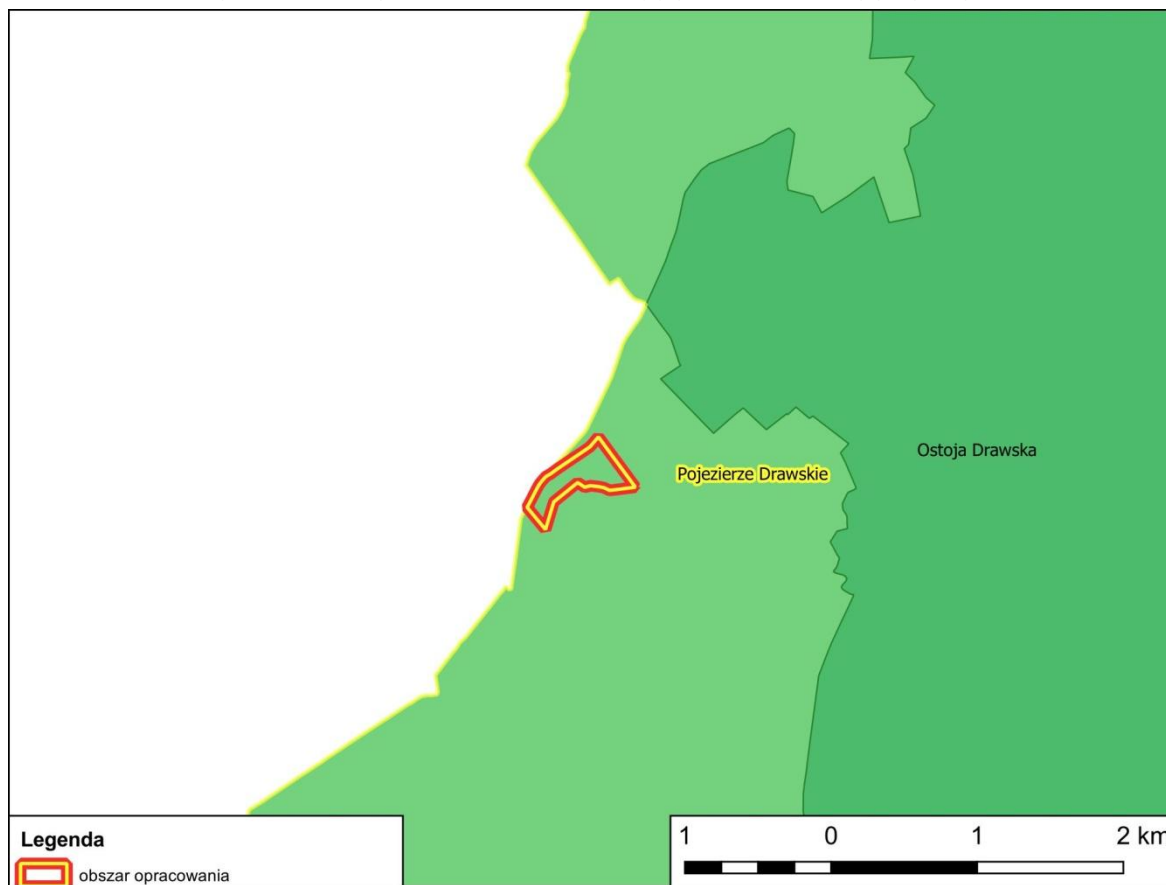 Ostoja Drawska
Pojezierze Drawskie
Legenda
obszar opracowania
1 0 1 2 km